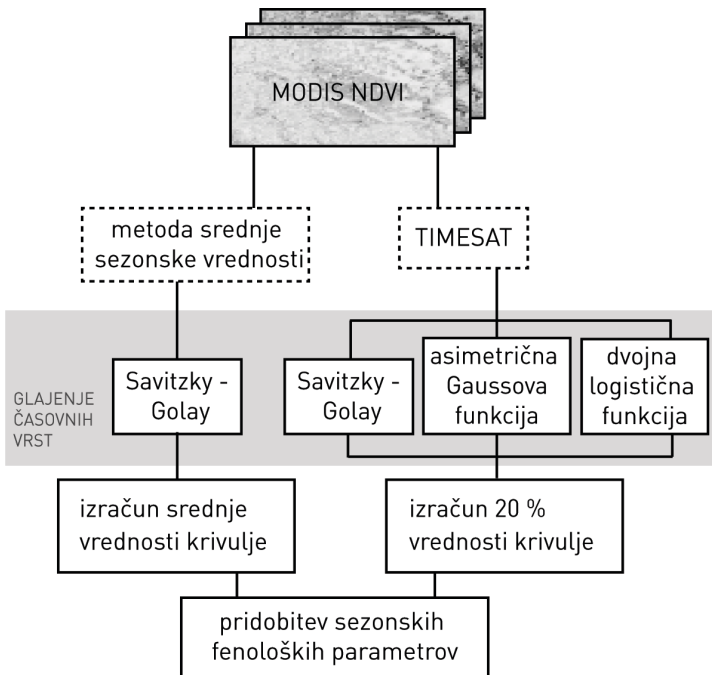 MODIS NDVI
metoda srednje
sezonske vrednosti
TIMESAT
GLAJENJE
ČASOVNIH
VRST
Savitzky -
Golay
Savitzky -
Golay
asimetrična
Gaussova
funkcija
dvojna
logistična
funkcija
izračun srednje
vrednosti krivulje
izračun 20 %
vrednosti krivulje
pridobitev sezonskih
fenoloških parametrov